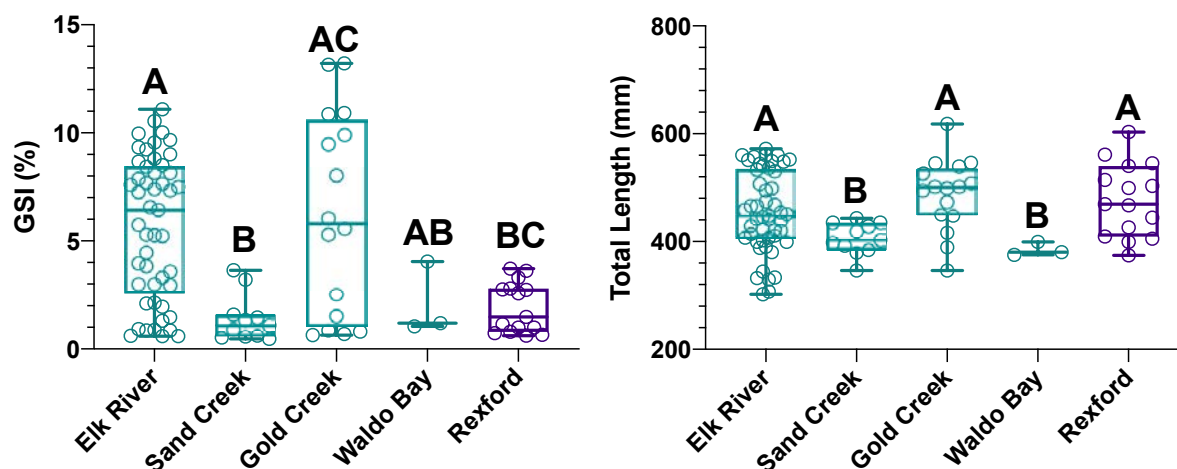 GSI (%)
15
10
5
0
A
B
AC
AB
BC
Elk River
Sand Creek
Gold Creek
Waldo Bay
Rexford
Total Length (mm)
800
600
400
200
A
B
A
B
A
Elk River
Sand Creek
Gold Creek
Waldo Bay
Rexford